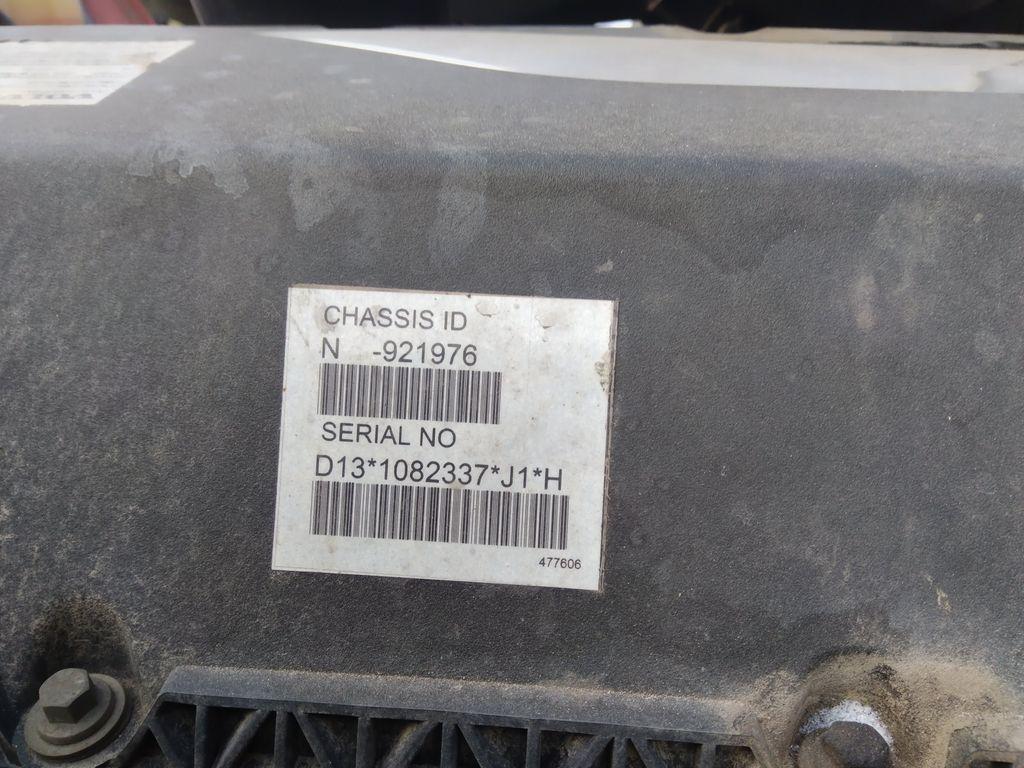 CHASSIS ID
N -921976
SERIAL NO
D13*1082337*J1*H
477606